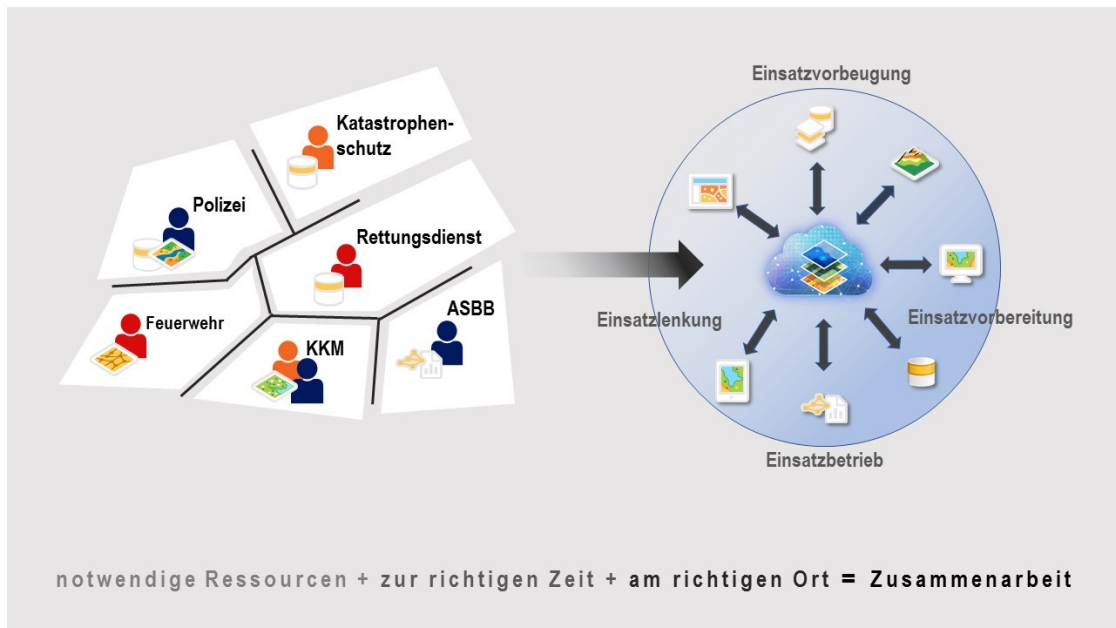 Katastrophen-
schutz
Polizei
Rettungsdienst
Feuerwehr
KKM
ASBB
Einsatzvorbeugung
Einsatzlenkung
Einsatzvorbereitung
Einsatzbetrieb
notwendige Ressourcen + zur richtigen Zeit + am richtigen Ort = Zusammenarbeit